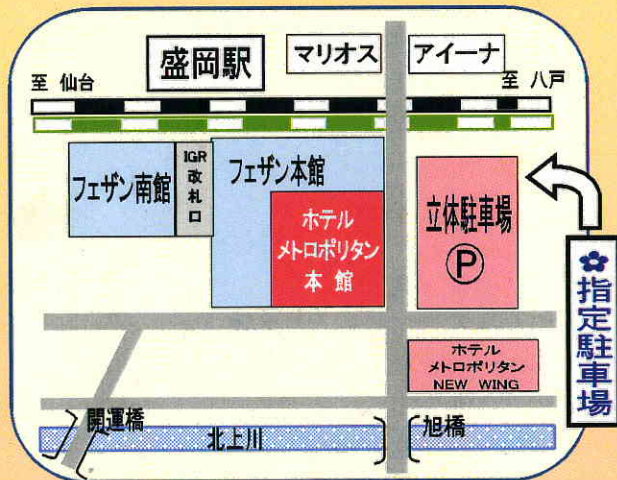 盛岡駅
マリオス
アイーナ
至 仙台
至 八戸
フェザン南館
IGR
改
札
口
フェザン本館
ホテル
メトロポリタン
本 館
立体駐車場
P
指定駐車場
ホテル
メトロポリタン
NEW WING
開運橋
北上川
旭橋